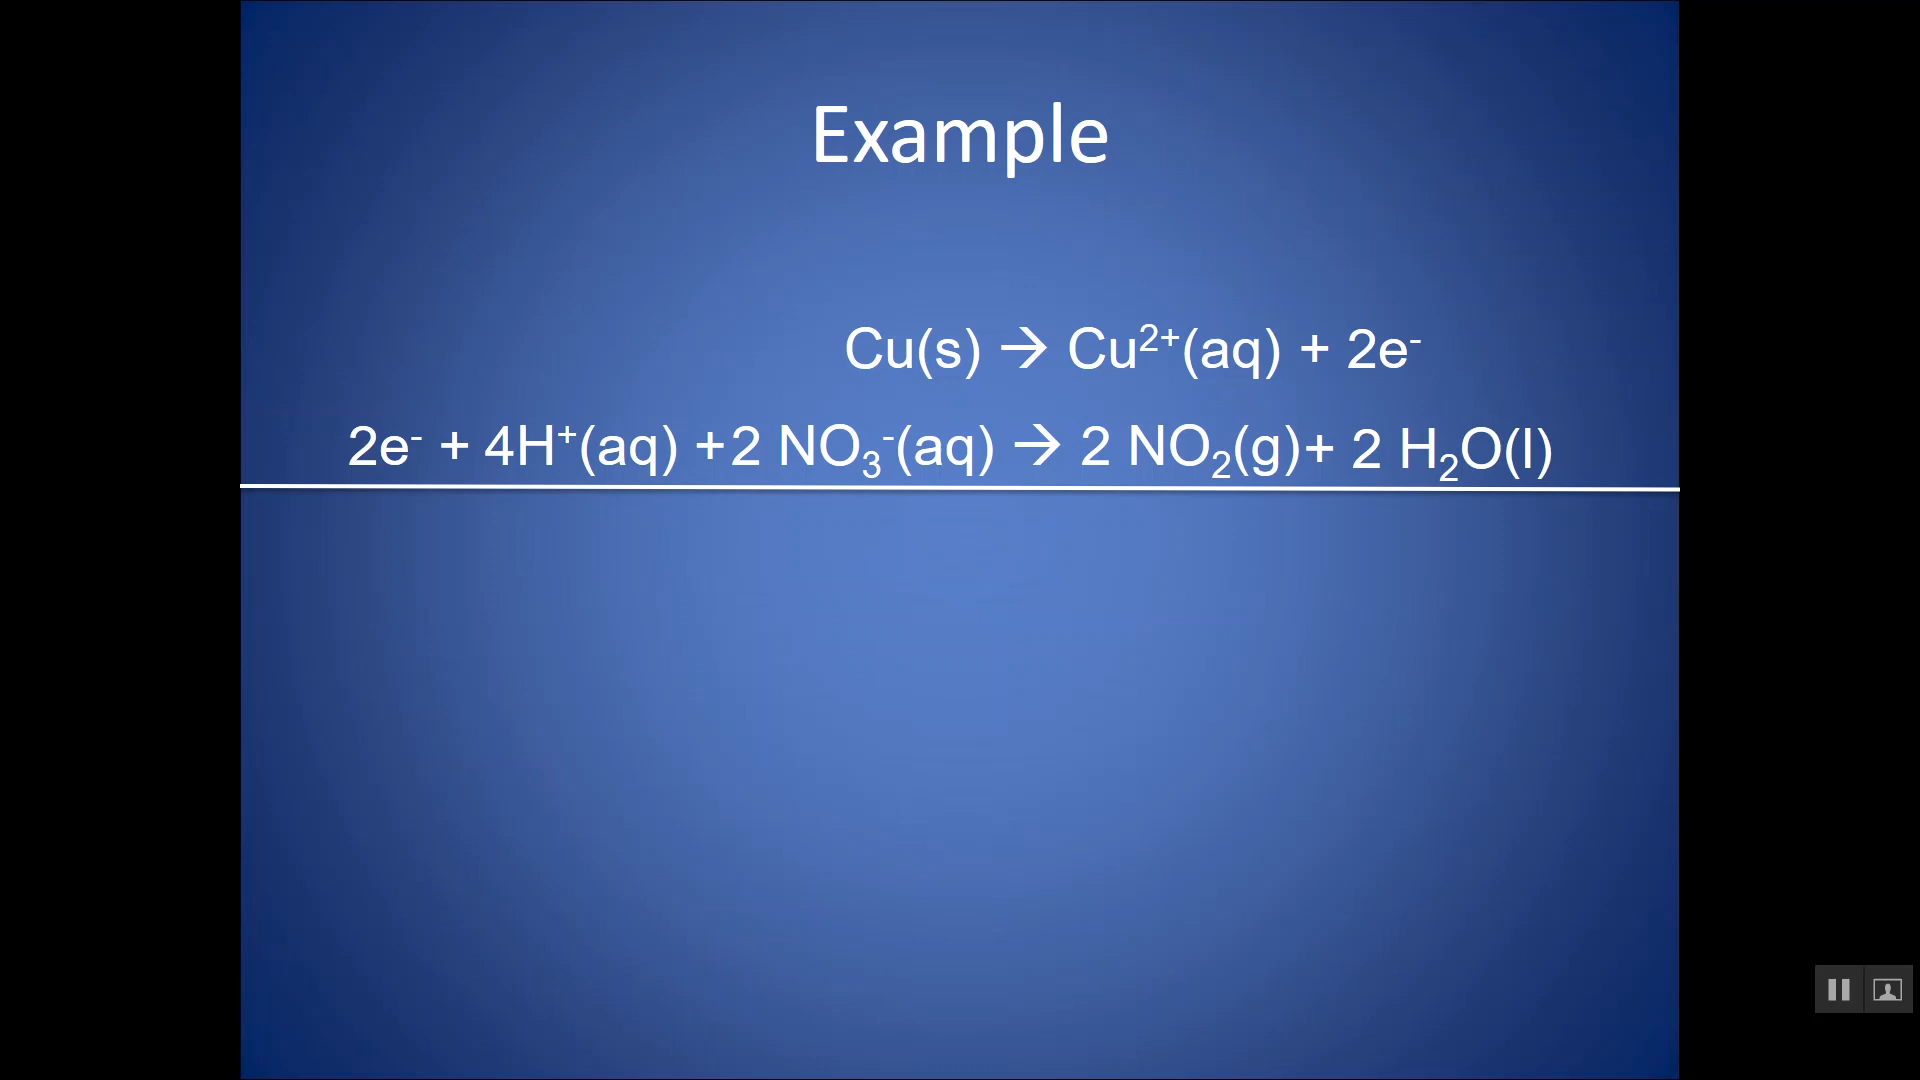 Example
Cu(s) → Cu²⁺(aq) + 2e⁻
2e⁻ + 4H⁺(aq) +2 NO₃⁻(aq) → 2 NO₂(g)+ 2 H₂O(l)